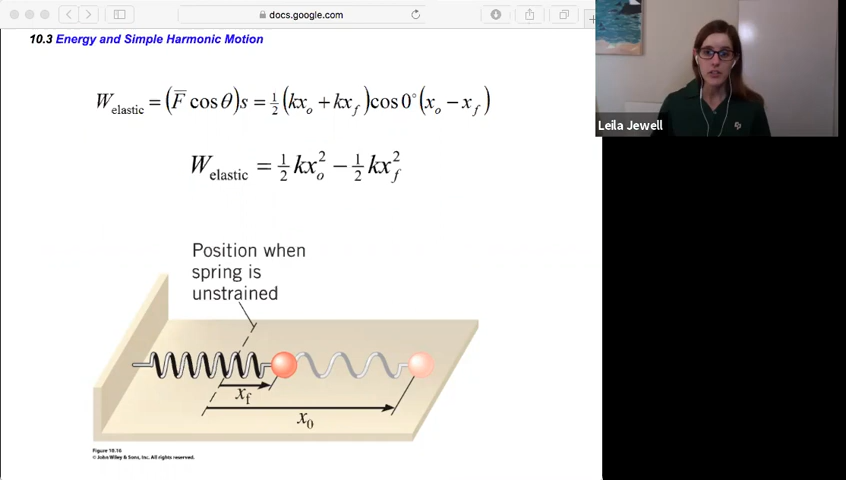 docs.google.com
10.3 Energy and Simple Harmonic Motion
W_elastic = (F̅ cos θ)s = ½(kx_o + kx_f)cos 0°(x_o − x_f)
W_elastic = ½kx_o² − ½kx_f²
Leila Jewell
Position when
spring is
unstrained
x_f
x_0
Figure 10.16
© John Wiley & Sons, Inc. All rights reserved.